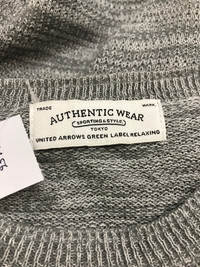 TRADE MARK.
AUTHENTIC WEAR
SPORTING & STYLE
TOKYO
UNITED ARROWS GREEN LABEL RELAXING